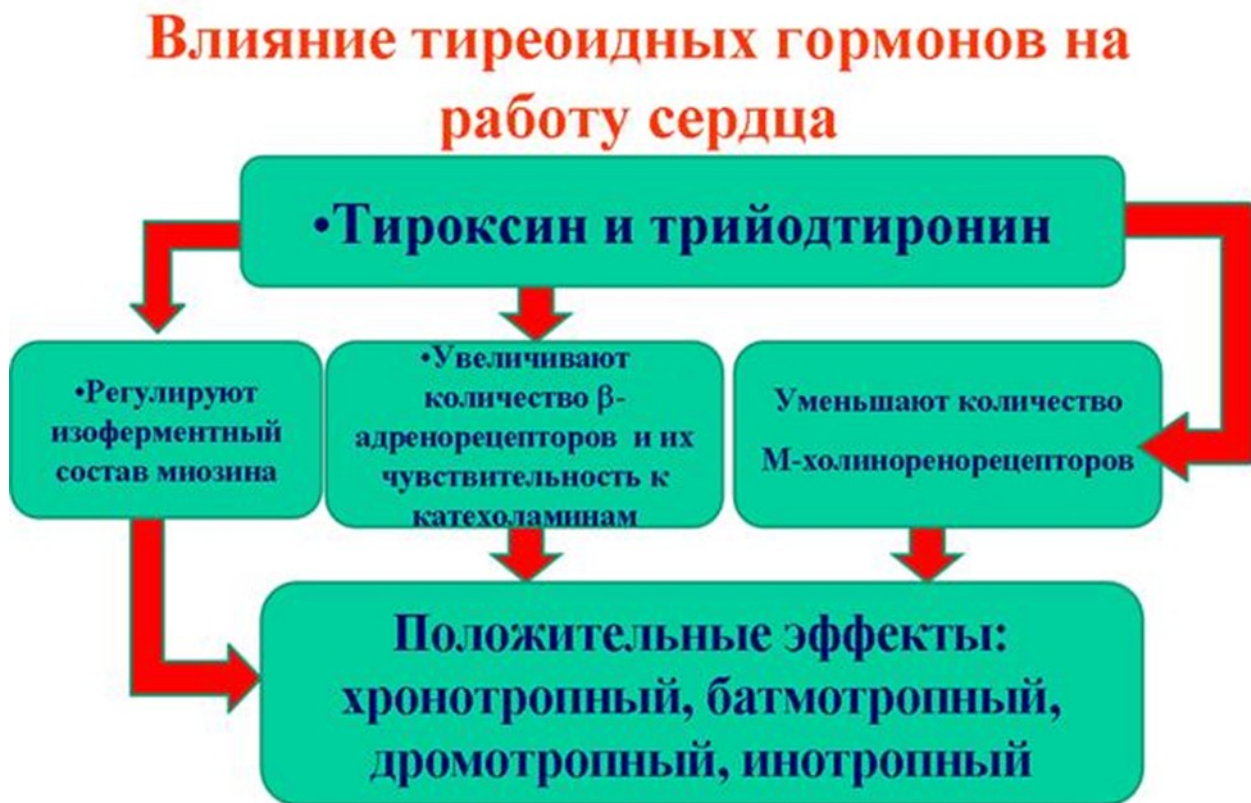 Влияние тиреоидных гормонов на
работу сердца
•Тироксин и трийодтиронин
•Регулируют
изоферментный
состав миозина
•Увеличивают
количество β-
адренорецепторов и их
чувствительность к
катехоламинам
Уменьшают количество
М-холиноренорецепторов
Положительные эффекты:
хронотропный, батмотропный,
дромотропный, инотропный